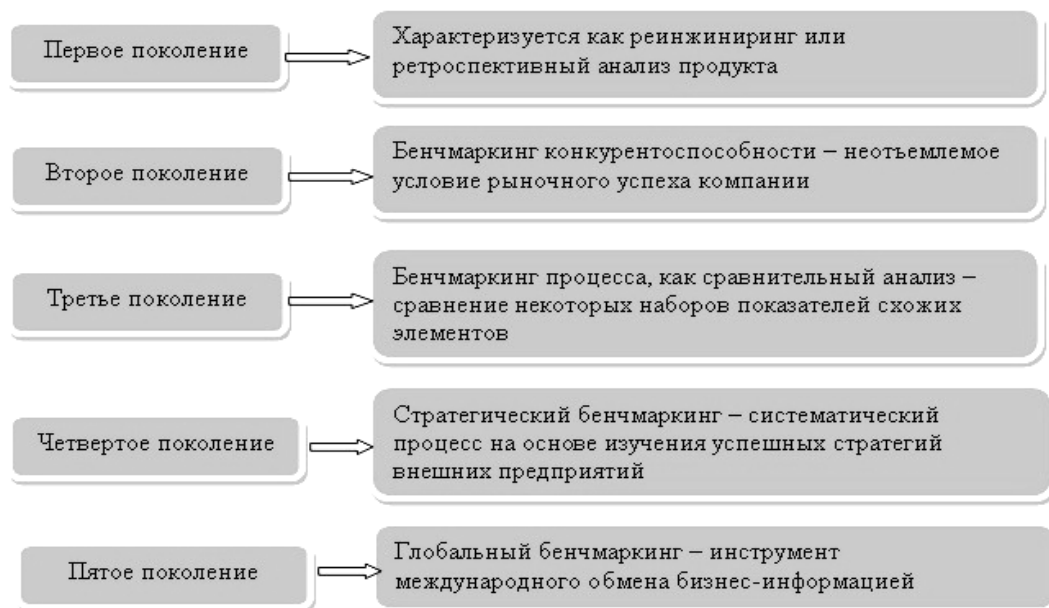 Первое поколение
Характеризуется как реинжиниринг или
ретроспективный анализ продукта
Второе поколение
Бенчмаркинг конкурентоспособности – неотъемлемое
условие рыночного успеха компании
Третье поколение
Бенчмаркинг процесса, как сравнительный анализ –
сравнение некоторых наборов показателей схожих
элементов
Четвертое поколение
Стратегический бенчмаркинг – систематический
процесс на основе изучения успешных стратегий
внешних предприятий
Пятое поколение
Глобальный бенчмаркинг – инструмент
международного обмена бизнес-информацией